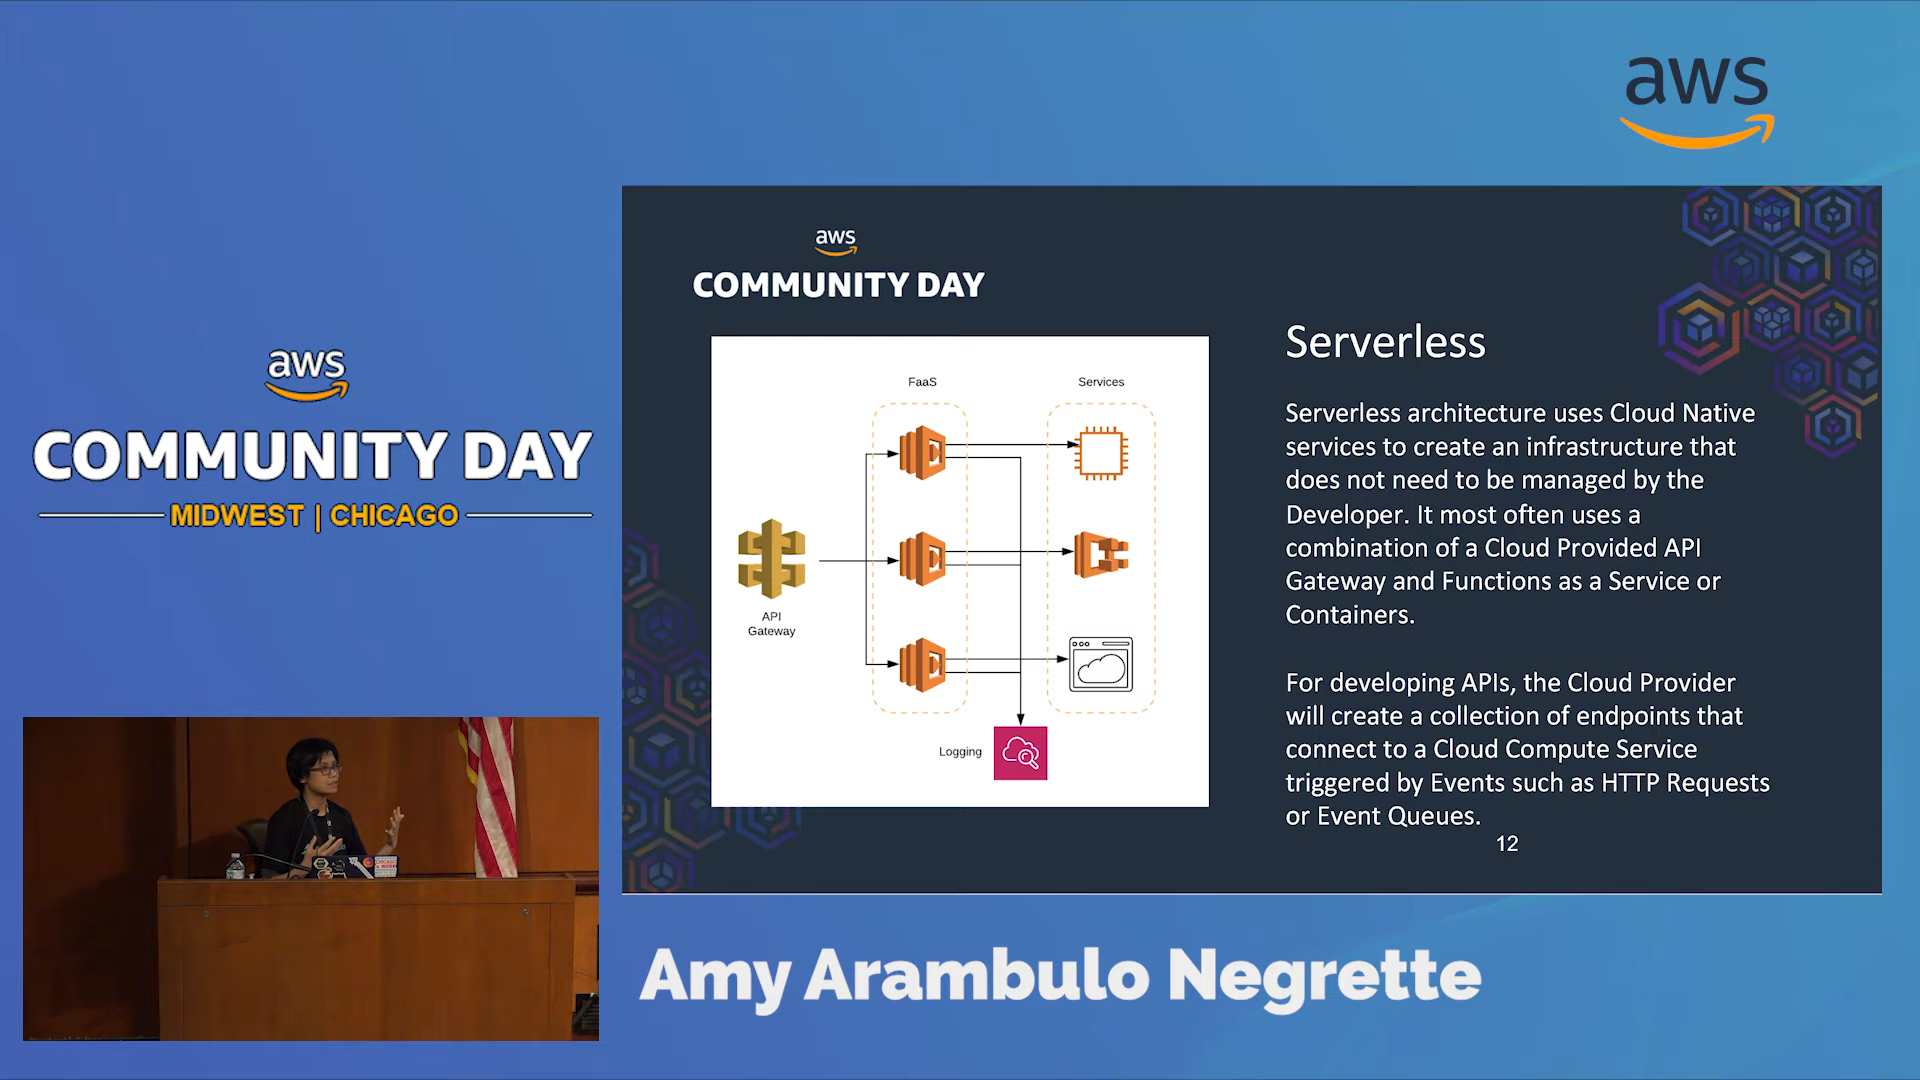 aws
aws
COMMUNITY DAY
MIDWEST | CHICAGO
aws
COMMUNITY DAY
FaaS
Services
API
Gateway
Logging
Serverless
Serverless architecture uses Cloud Native
services to create an infrastructure that
does not need to be managed by the
Developer. It most often uses a
combination of a Cloud Provided API
Gateway and Functions as a Service or
Containers.
For developing APIs, the Cloud Provider
will create a collection of endpoints that
connect to a Cloud Compute Service
triggered by Events such as HTTP Requests
or Event Queues.
12
Amy Arambulo Negrette